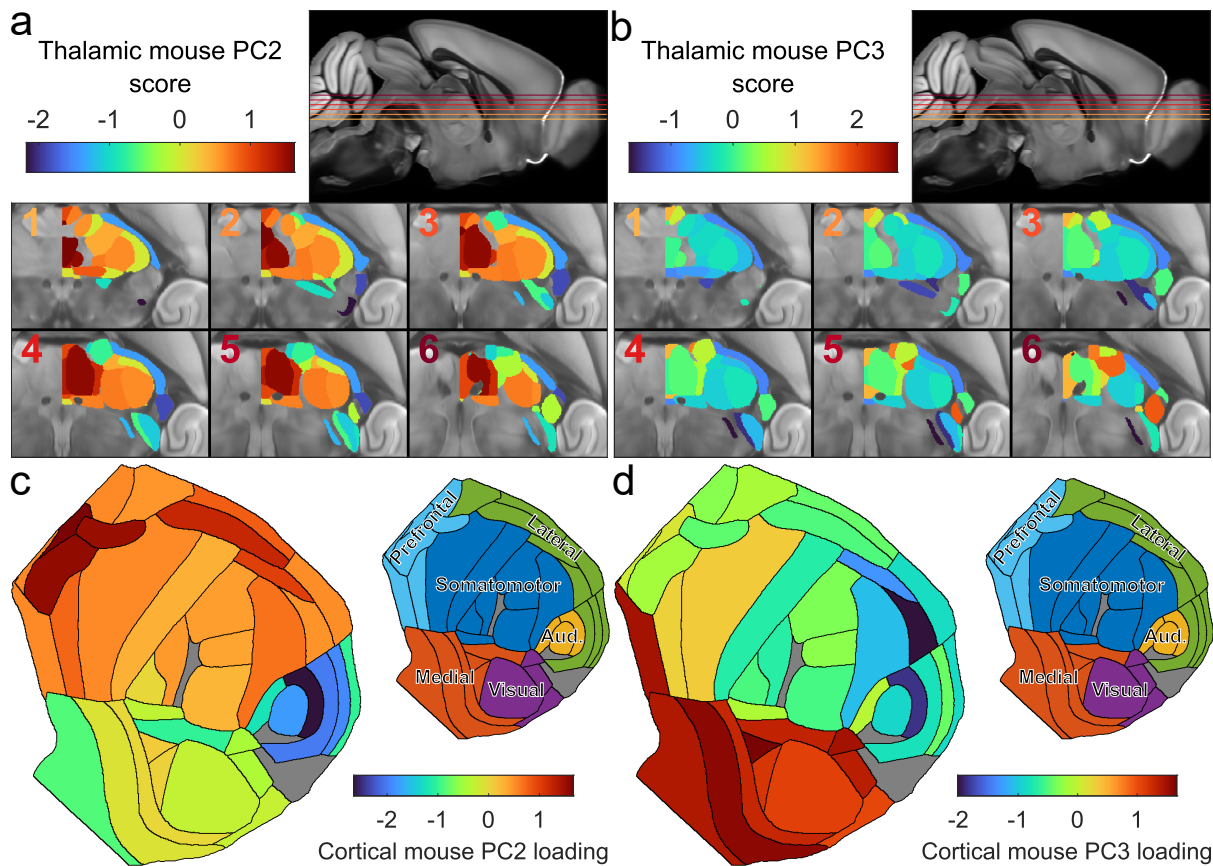 a
Thalamic mouse PC2
score
-2 -1 0 1
b
Thalamic mouse PC3
score
-1 0 1 2
1 2 3
4 5 6
1 2 3
4 5 6
c
Prefrontal
Lateral
Somatomotor
Aud.
Medial
Visual
-2 -1 0 1
Cortical mouse PC2 loading
d
Prefrontal
Lateral
Somatomotor
Aud.
Medial
Visual
-2 -1 0 1
Cortical mouse PC3 loading